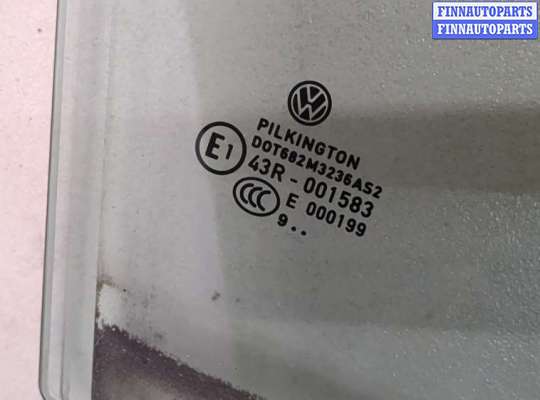 FINNAUTOPARTS
FINNAUTOPARTS
VW
PILKINGTON
DOT682M3236AS2
E1
43R - 001583
CCC E 000199
9..